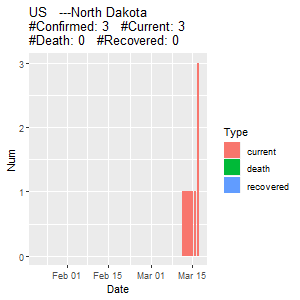 US   ---North Dakota
#Confirmed: 3   #Current: 3
#Death: 0   #Recovered: 0
3
2
1
0
Num
Feb 01
Feb 15
Mar 01
Mar 15
Date
Type
current
death
recovered